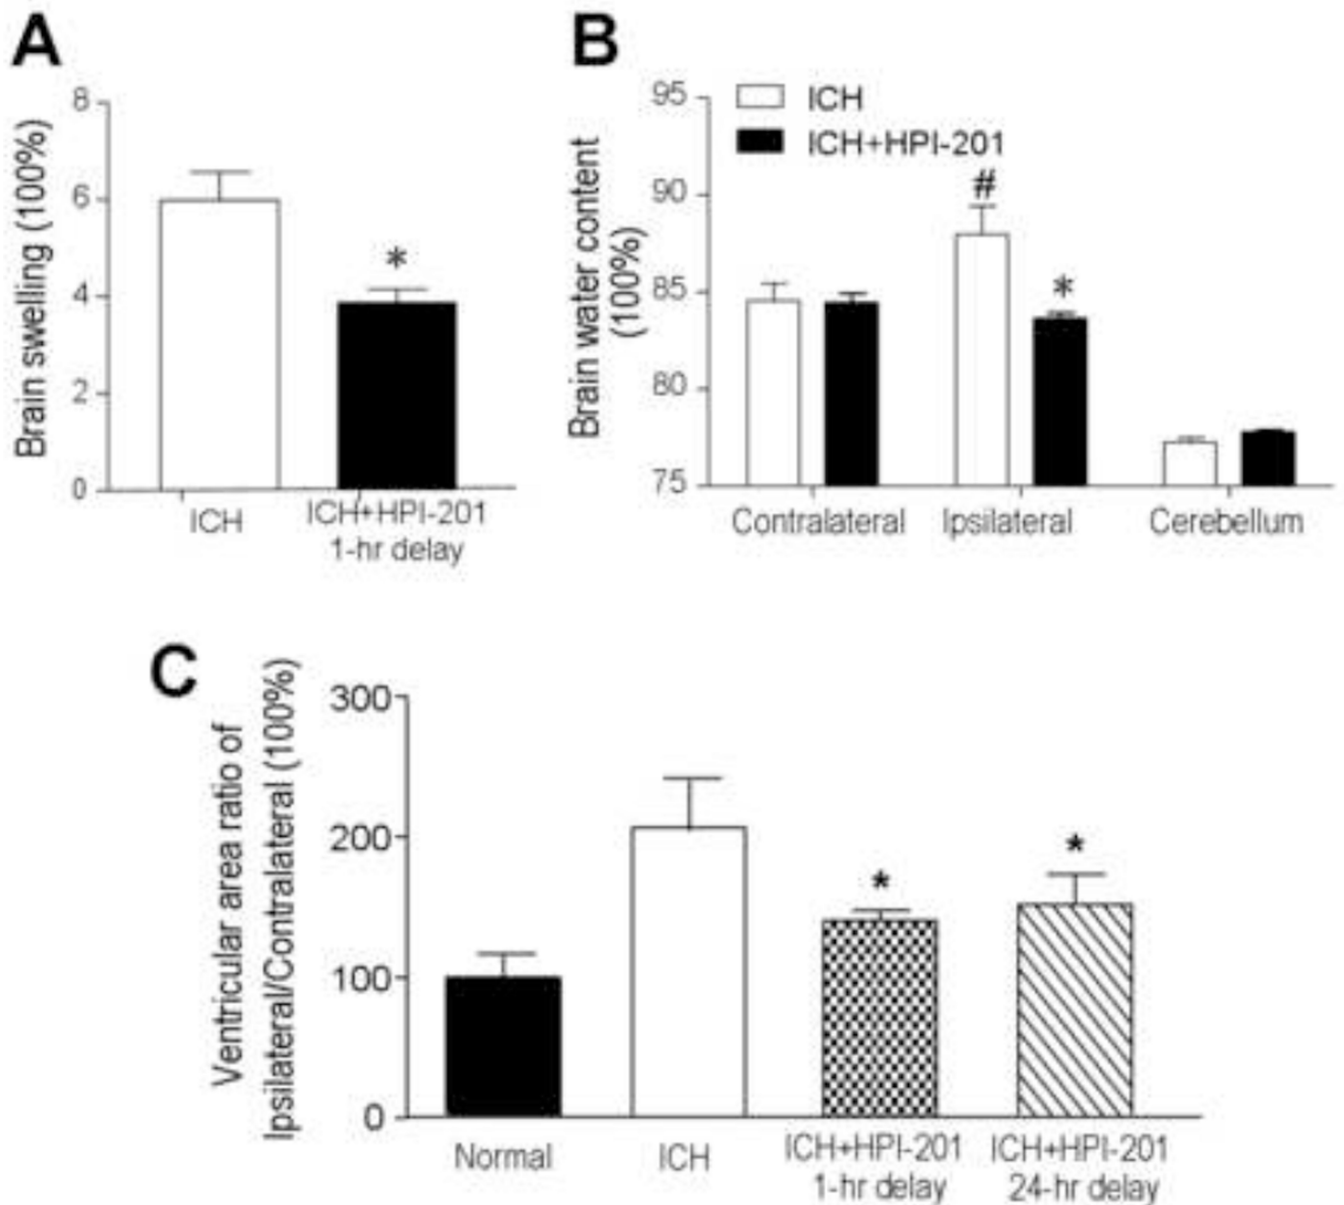 A
Brain swelling (100%)
8
6
4
2
0
*
ICH
ICH+HPI-201
1-hr delay
B
Brain water content
(100%)
95
90
85
80
75
ICH
ICH+HPI-201
#
*
Contralateral
Ipsilateral
Cerebellum
C
Ventricular area ratio of
Ipsilateral/Contralateral (100%)
300
200
100
0
*
*
Normal
ICH
ICH+HPI-201
1-hr delay
ICH+HPI-201
24-hr delay